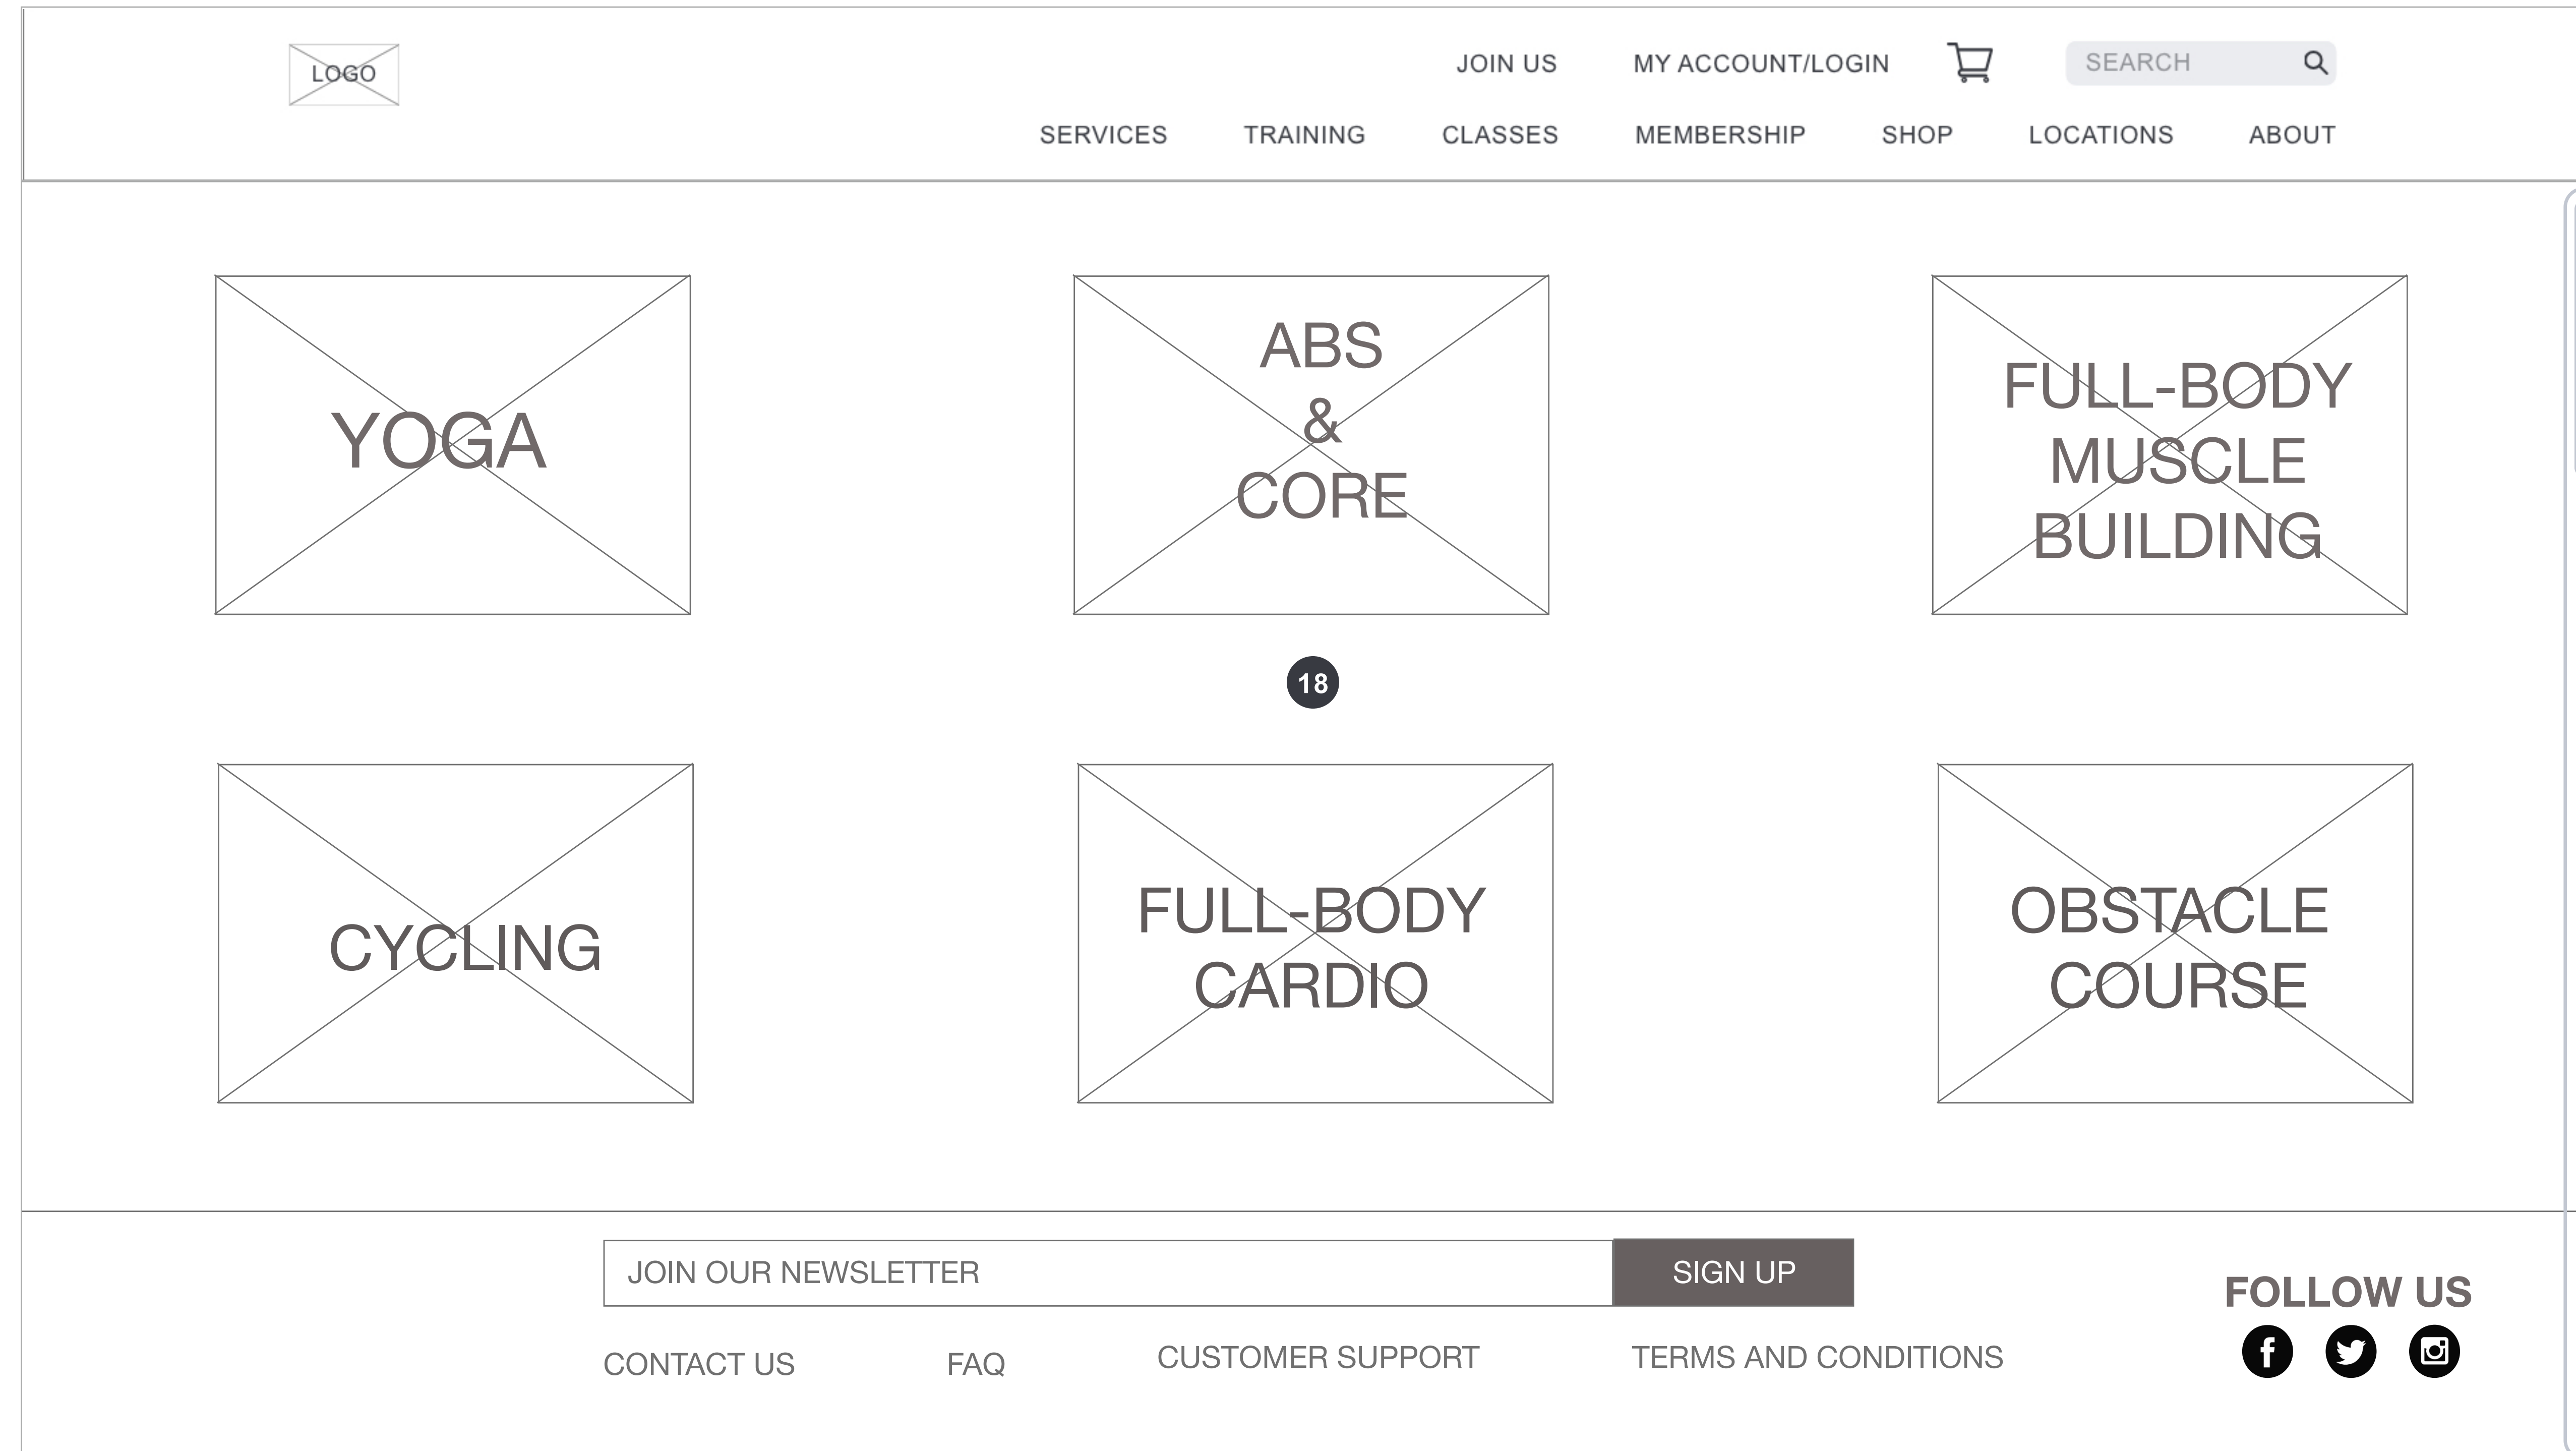 LOGO
JOIN US
MY ACCOUNT/LOGIN
SEARCH
SERVICES
TRAINING
CLASSES
MEMBERSHIP
SHOP
LOCATIONS
ABOUT
YOGA
ABS
&
CORE
FULL-BODY
MUSCLE
BUILDING
18
CYCLING
FULL-BODY
CARDIO
OBSTACLE
COURSE
JOIN OUR NEWSLETTER
SIGN UP
FOLLOW US
CONTACT US
FAQ
CUSTOMER SUPPORT
TERMS AND CONDITIONS